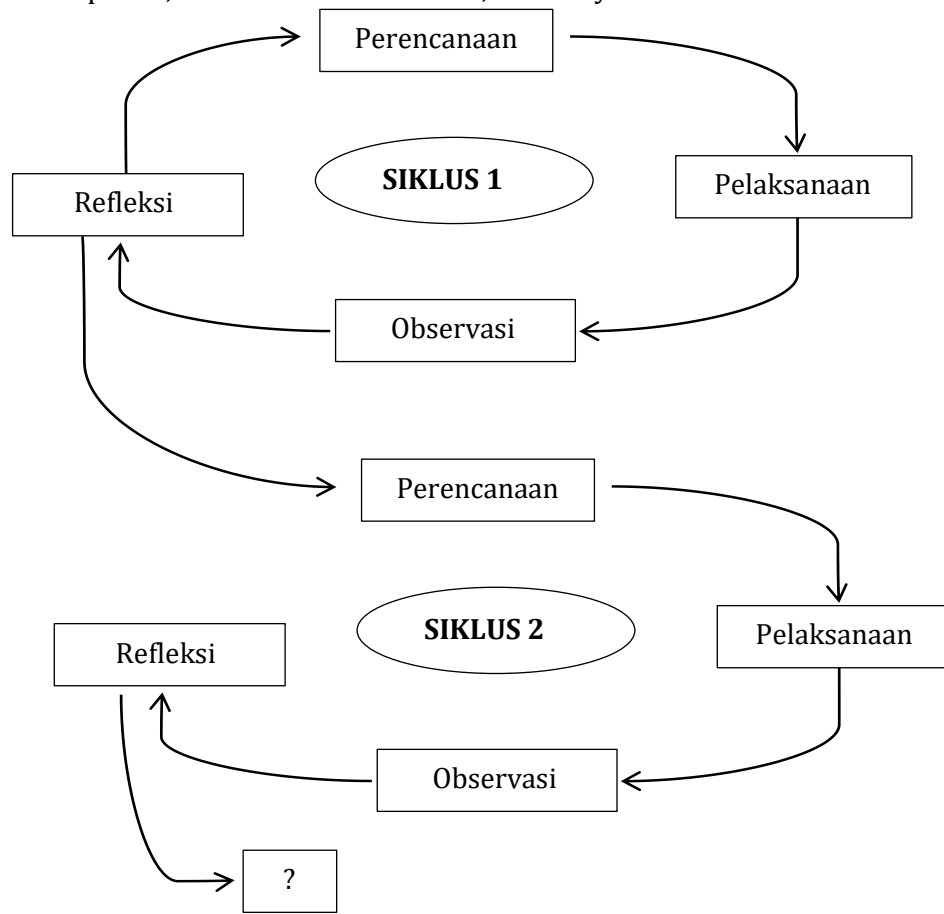 Perencanaan
SIKLUS 1
Pelaksanaan
Refleksi
Observasi
Perencanaan
SIKLUS 2
Pelaksanaan
Refleksi
Observasi
?